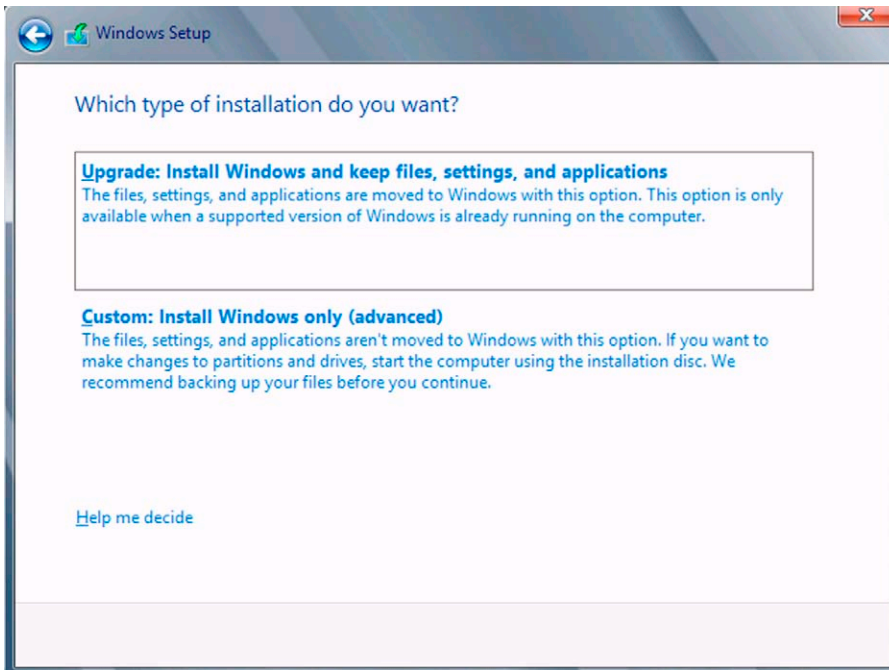 Windows Setup
Which type of installation do you want?
Upgrade: Install Windows and keep files, settings, and applications
The files, settings, and applications are moved to Windows with this option. This option is only
available when a supported version of Windows is already running on the computer.
Custom: Install Windows only (advanced)
The files, settings, and applications aren't moved to Windows with this option. If you want to
make changes to partitions and drives, start the computer using the installation disc. We
recommend backing up your files before you continue.
Help me decide